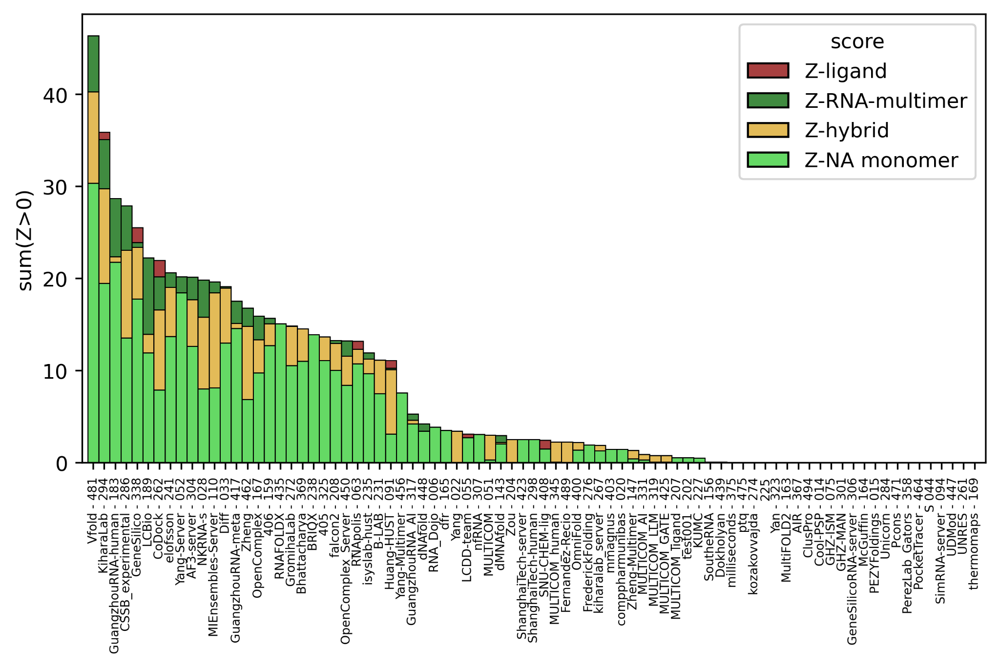 score
Z-ligand
Z-RNA-multimer
Z-hybrid
Z-NA monomer
sum(Z>0)
40
30
20
10
0
Vfold - 481
KiharaLab - 294
GuangzhouRNA-human - 183
CSSB_experimental - 286
GeneSilico - 338
LCBio - 189
CoDock - 262
elofsson - 241
Yang-Server - 052
AF3-server - 304
NKRNA-s - 028
MIEnsembles-Server - 110
Diff - 033
GuangzhouRNA-meta - 417
Zheng - 462
OpenComplex - 167
406 - 159
RNAFOLDX - 435
GromihaLab - 272
Bhattacharya - 369
BRIQX - 238
405 - 325
falcon2 - 208
OpenComplex_Server - 450
RNApolis - 063
isyslab-hust - 235
B-LAB - 231
Huang-HUST - 091
Yang-Multimer - 456
GuangzhouRNA_AI - 317
dNAfold - 448
RNA_Dojo - 006
dfr - 165
Yang - 022
LCDD-team - 055
nfRNA - 307
MULTICOM - 051
dMNAfold - 143
Zou - 204
ShanghaiTech-server - 423
ShanghaiTech-human - 298
SNU-CHEM-lig - 408
MULTICOM_human - 345
Fernandez-Recio - 489
OmniFold - 400
FrederickFolding - 276
kiharalab_server - 267
mmagnus - 403
comppharmunibas - 020
Zheng-Multimer - 147
MULTICOM_AI - 331
MULTICOM_LLM - 319
MULTICOM_GATE - 425
MULTICOM_ligand - 207
test001 - 202
KUMC - 227
SoutheRNA - 156
Dokholyan - 439
milliseconds - 375
ptq - 475
kozakovvajda - 274
225
Yan - 323
MultiFOLD2 - 163
AIR - 367
ClusPro - 494
Cool-PSP - 014
GHZ-ISM - 075
GHZ-MAN - 301
GeneSilicoRNA-server - 306
McGuffin - 164
PEZYFoldings - 015
Unicorn - 284
Pcons - 471
PerezLab_Gators - 358
PocketTracer - 464
S 044
SimRNA-server - 094
UDMod - 447
UNRES - 261
thermomaps - 169